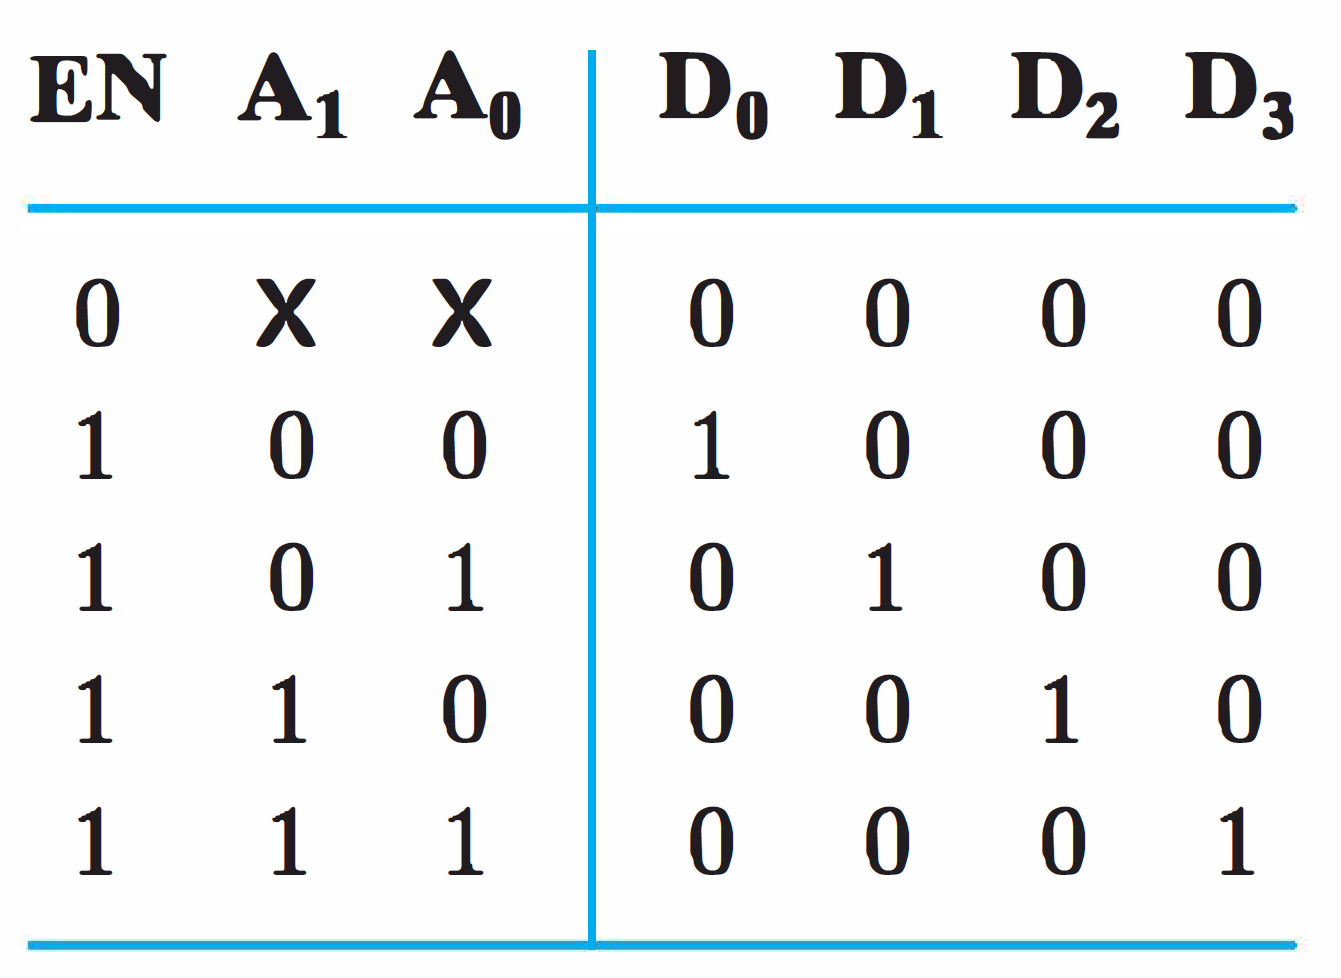 EN A₁ A₀ D₀ D₁ D₂ D₃
0 X X 0 0 0 0
1 0 0 1 0 0 0
1 0 1 0 1 0 0
1 1 0 0 0 1 0
1 1 1 0 0 0 1